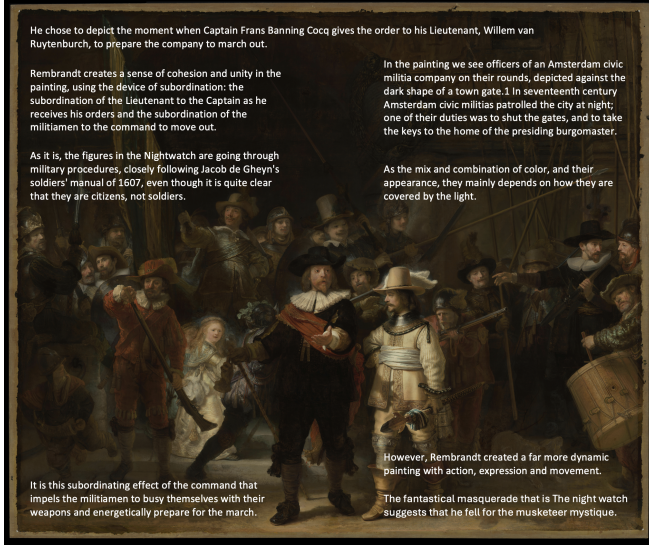 He chose to depict the moment when Captain Frans Banning Cocq gives the order to his Lieutenant, Willem van
Ruytenburch, to prepare the company to march out.
Rembrandt creates a sense of cohesion and unity in the
painting, using the device of subordination: the
subordination of the Lieutenant to the Captain as he
receives his orders and the subordination of the
militiamen to the command to move out.
As it is, the figures in the Nightwatch are going through
military procedures, closely following Jacob de Gheyn's
soldiers' manual of 1607, even though it is quite clear
that they are citizens, not soldiers.
In the painting we see officers of an Amsterdam civic
militia company on their rounds, depicted against the
dark shape of a town gate.1 In seventeenth century
Amsterdam civic militias patrolled the city at night;
one of their duties was to shut the gates, and to take
the keys to the home of the presiding burgomaster.
As the mix and combination of color, and their
appearance, they mainly depends on how they are
covered by the light.
It is this subordinating effect of the command that
impels the militiamen to busy themselves with their
weapons and energetically prepare for the march.
However, Rembrandt created a far more dynamic
painting with action, expression and movement.
The fantastical masquerade that is The night watch
suggests that he fell for the musketeer mystique.